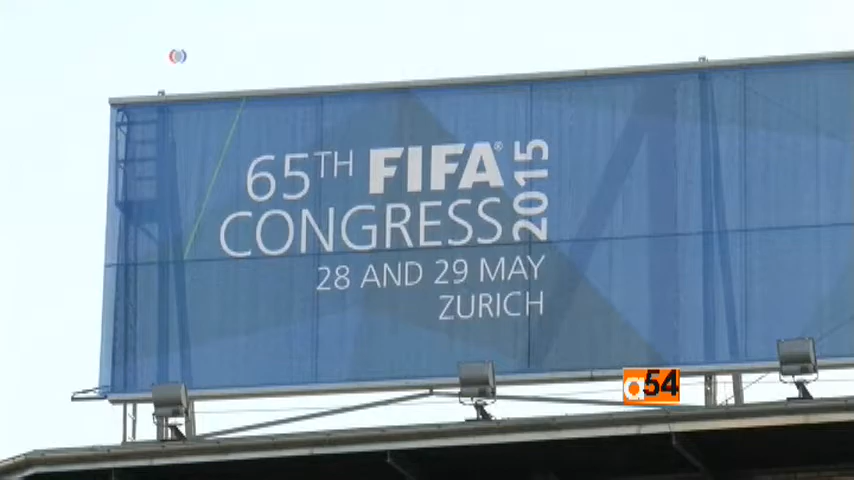 65TH FIFA® 2015
CONGRESS
28 AND 29 MAY
ZURICH
a54